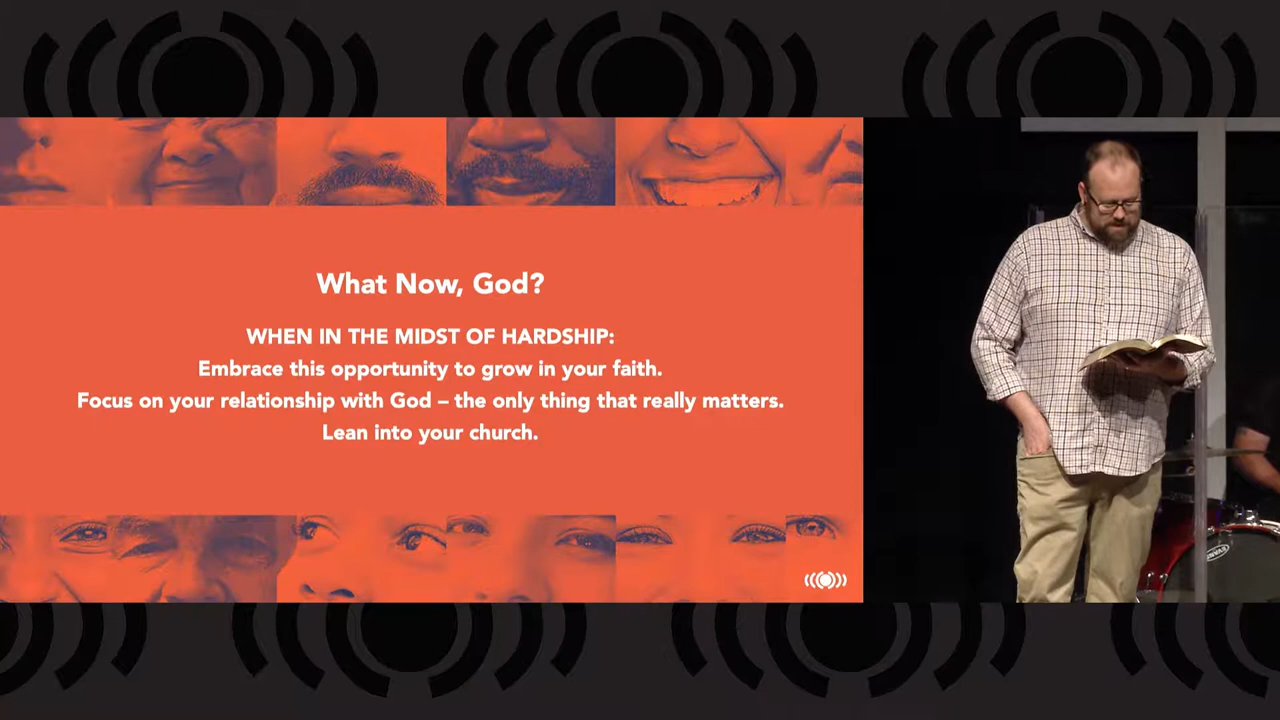 What Now, God?
WHEN IN THE MIDST OF HARDSHIP:
Embrace this opportunity to grow in your faith.
Focus on your relationship with God – the only thing that really matters.
Lean into your church.
EVANS